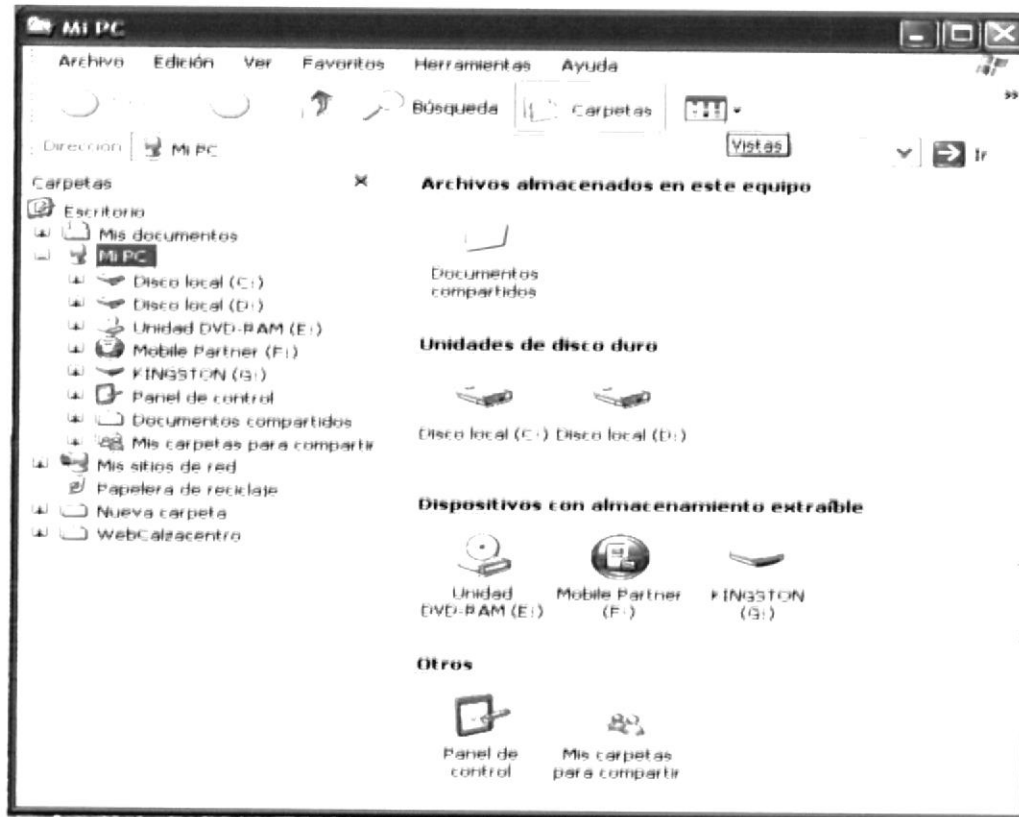 Mi PC
Archivo Edición Ver Favoritos Herramientas Ayuda
Búsqueda Carpetas
Vistas
Dirección Mi PC Ir
Carpetas
Escritorio
Mis documentos
Mi PC
Disco local (C:)
Disco local (D:)
Unidad DVD-RAM (E:)
Mobile Partner (F:)
KINGSTON (G:)
Panel de control
Documentos compartidos
Mis carpetas para compartir
Mis sitios de red
Papelera de reciclaje
Nueva carpeta
WebCalzacentro
Archivos almacenados en este equipo
Documentos
compartidos
Unidades de disco duro
Disco local (C:) Disco local (D:)
Dispositivos con almacenamiento extraíble
Unidad Mobile Partner KINGSTON
DVD-RAM (E:) (F:) (G:)
Otros
Panel de Mis carpetas
control para compartir